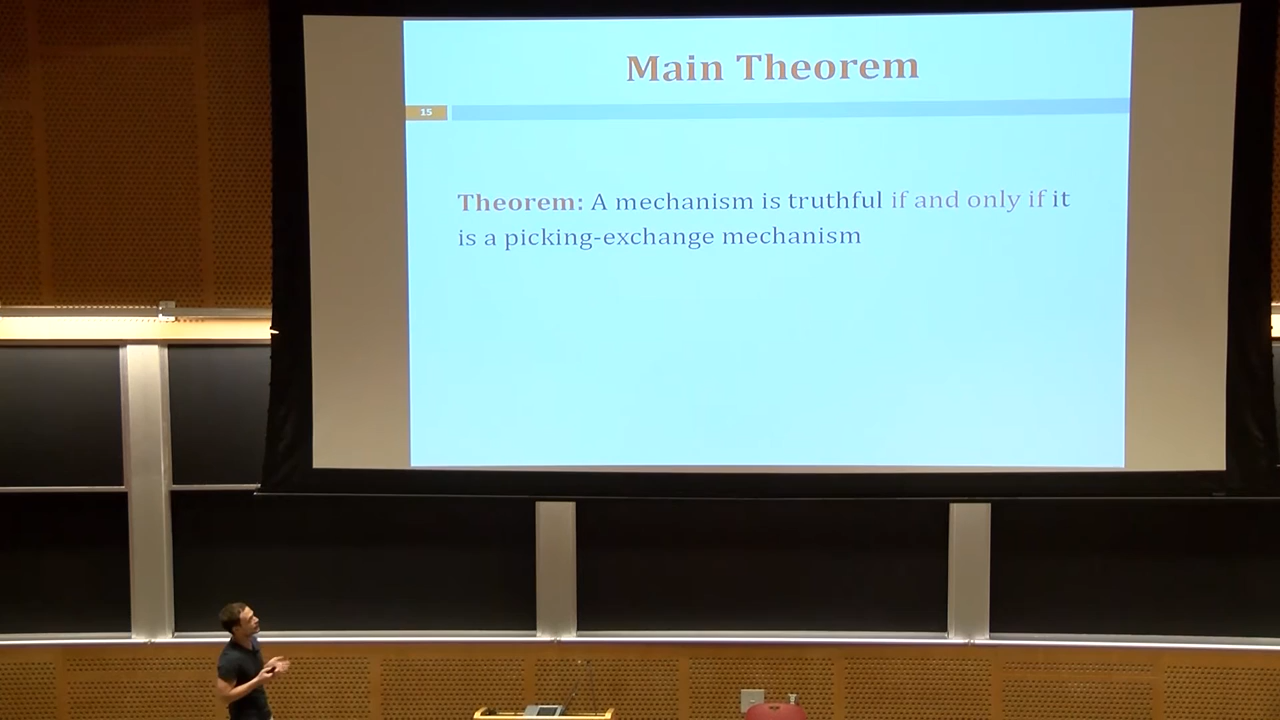 Main Theorem
15
Theorem: A mechanism is truthful if and only if it
is a picking-exchange mechanism